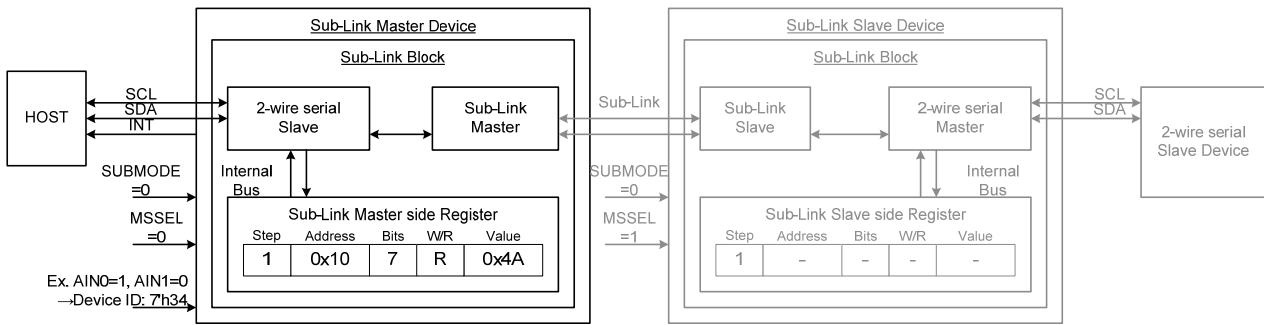 Sub-Link Master Device
Sub-Link Block
HOST
SCL
SDA
INT
2-wire serial
Slave
Sub-Link
Master
SUBMODE
=0
MSSEL
=0
Ex. AIN0=1, AIN1=0
→Device ID: 7'h34
Internal
Bus
Sub-Link Master side Register
Step Address Bits W/R Value
1 0x10 7 R 0x4A
Sub-Link
Sub-Link Slave Device
Sub-Link Block
Sub-Link
Slave
2-wire serial
Master
SCL
SDA
2-wire serial
Slave Device
SUBMODE
=0
MSSEL
=1
Internal
Bus
Sub-Link Slave side Register
Step Address Bits W/R Value
1 - - - -